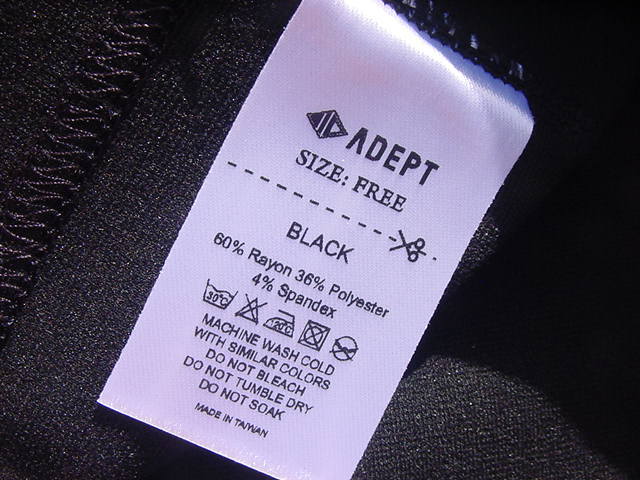 ADEPT
SIZE: FREE
BLACK
60% Rayon 36% Polyester
4% Spandex
30°C
MACHINE WASH COLD
WITH SIMILAR COLORS
DO NOT BLEACH
DO NOT TUMBLE DRY
DO NOT SOAK
MADE IN TAIWAN